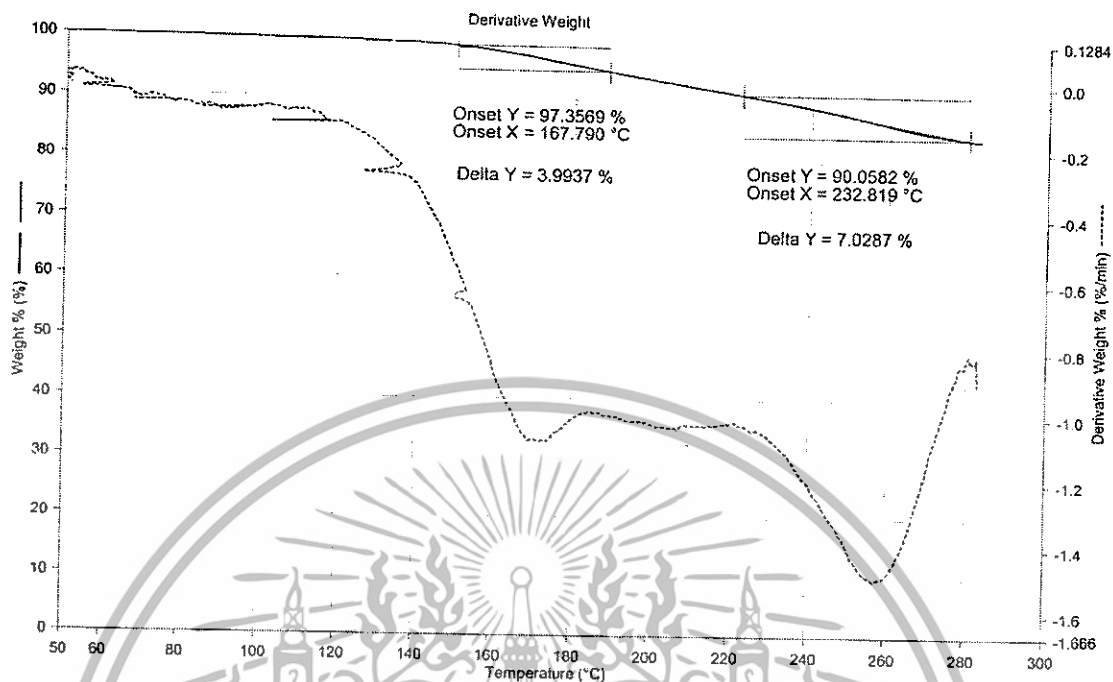 Derivative Weight
Onset Y = 97.3569 %
Onset X = 167.790 °C
Delta Y = 3.9937 %
Onset Y = 90.0582 %
Onset X = 232.819 °C
Delta Y = 7.0287 %
Weight % (%)
100
90
80
70
60
50
40
30
20
10
0
50 60 80 100 120 140 160 180 200 220 240 260 280 300
Temperature (°C)
0.1284
0.0
-0.2
-0.4
-0.6
-0.8
-1.0
-1.2
-1.4
-1.6
-1.666
Derivative Weight % (%/min)